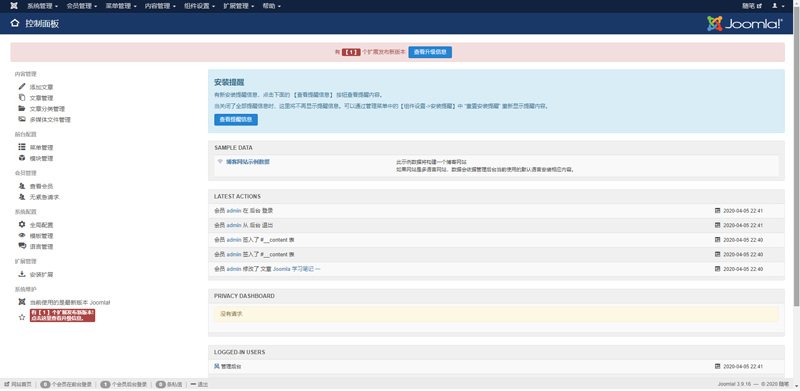 系统管理 会员管理 菜单管理 内容管理 组件设置 扩展管理 帮助 随笔
控制面板 Joomla!®
有 【1】 个扩展发布新版本 查看升级信息
内容管理
添加文章
文章管理
文章分类管理
多媒体文件管理
前台配置
菜单管理
模块管理
会员管理
查看会员
无紧急请求.
系统配置
全局配置
模板管理
语言管理
扩展管理
安装扩展
系统维护
当前使用的是最新版本 Joomla!
有【1】个扩展发布新版本!
点击这里查看升级信息。
安装提醒
有新安装提醒信息，点击下面的 【查看提醒信息】 按钮查看提醒内容。
当关闭了全部提醒信息时，这里将不再显示提醒信息。可以通过管理菜单中的【组件设置->安装提醒】中 "重置安装提醒" 重新显示提醒内容。
查看提醒信息
SAMPLE DATA
博客网站示例数据
此示例数据将构建一个博客网站
如果网站是多语言网站，数据会依据管理后台当前使用的默认语言安装相应内容。
LATEST ACTIONS
会员 admin 在 后台 登录 2020-04-05 22:41
会员 admin 从 后台 退出 2020-04-05 22:41
会员 admin 签入了 #__content 表 2020-04-05 22:40
会员 admin 签入了 #__content 表 2020-04-05 22:40
会员 admin 修改了 文章 Joomla 学习笔记 一 2020-04-05 22:40
PRIVACY DASHBOARD
没有请求.
LOGGED-IN USERS
管理后台 2020-04-05 22:41
网站首页 0 个会员在前台登录 1 个会员后台登录 0 条私信 退出 Joomla! 3.9.16 — © 2020 随笔